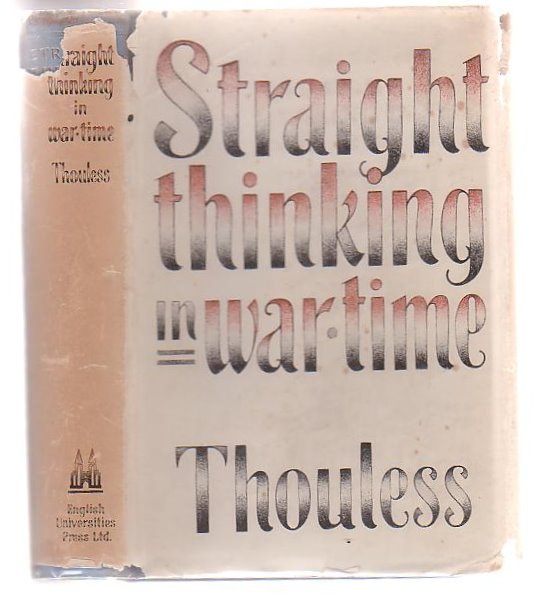 Straight
thinking
in
war-time
Thouless
English
Universities
Press Ltd.
Straight
thinking
in war-time
Thouless